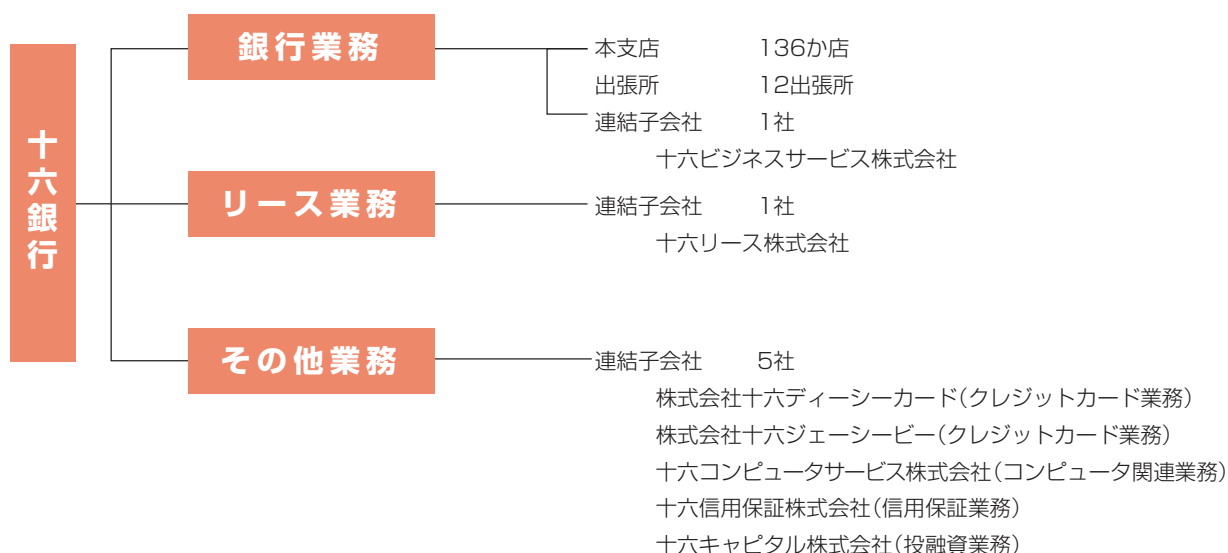 十六銀行
銀行業務
本支店 136か店
出張所 12出張所
連結子会社 1社
十六ビジネスサービス株式会社
リース業務
連結子会社 1社
十六リース株式会社
その他業務
連結子会社 5社
株式会社十六ディーシーカード(クレジットカード業務)
株式会社十六ジェーシービー(クレジットカード業務)
十六コンピュータサービス株式会社(コンピュータ関連業務)
十六信用保証株式会社(信用保証業務)
十六キャピタル株式会社(投融資業務)